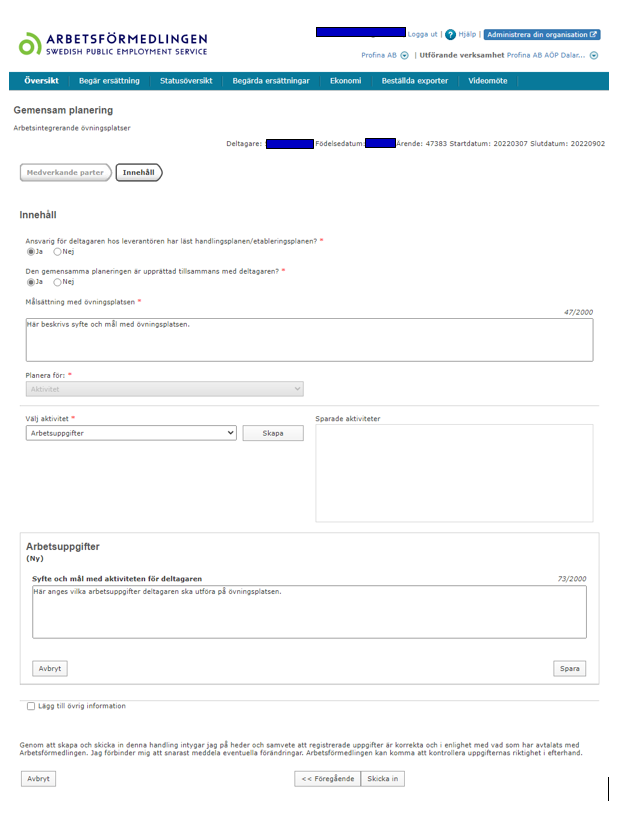 ARBETSFÖRMEDLINGEN
SWEDISH PUBLIC EMPLOYMENT SERVICE
Logga ut | ? Hjälp | Administrera din organisation
Profina AB | Utförande verksamhet Profina AB AÖP Dalar...
Översikt Begär ersättning Statusöversikt Begärda ersättningar Ekonomi Beställda exporter Videomöte
Gemensam planering
Arbetsintegrerande övningsplatser
Deltagare: Födelsedatum: Ärende: 47383 Startdatum: 20220307 Slutdatum: 20220902
Medverkande parter Innehåll
Innehåll
Ansvarig för deltagaren hos leverantören har läst handlingsplanen/etableringsplanen? *
Ja Nej
Den gemensamma planeringen är upprättad tillsammans med deltagaren? *
Ja Nej
Målsättning med övningsplatsen *
47/2000
Här beskrivs syfte och mål med övningsplatsen.
Planera för: *
Aktivitet
Välj aktivitet * Sparade aktiviteter
Arbetsuppgifter Skapa
Arbetsuppgifter
(Ny)
Syfte och mål med aktiviteten för deltagaren 73/2000
Här anges vilka arbetsuppgifter deltagaren ska utföra på övningsplatsen.
Avbryt Spara
Lägg till övrig information
Genom att skapa och skicka in denna handling intygar jag på heder och samvete att registrerade uppgifter är korrekta och i enlighet med vad som har avtalats med
Arbetsförmedlingen. Jag förbinder mig att snarast meddela eventuella förändringar. Arbetsförmedlingen kan komma att kontrollera uppgifternas riktighet i efterhand.
Avbryt << Föregående Skicka in